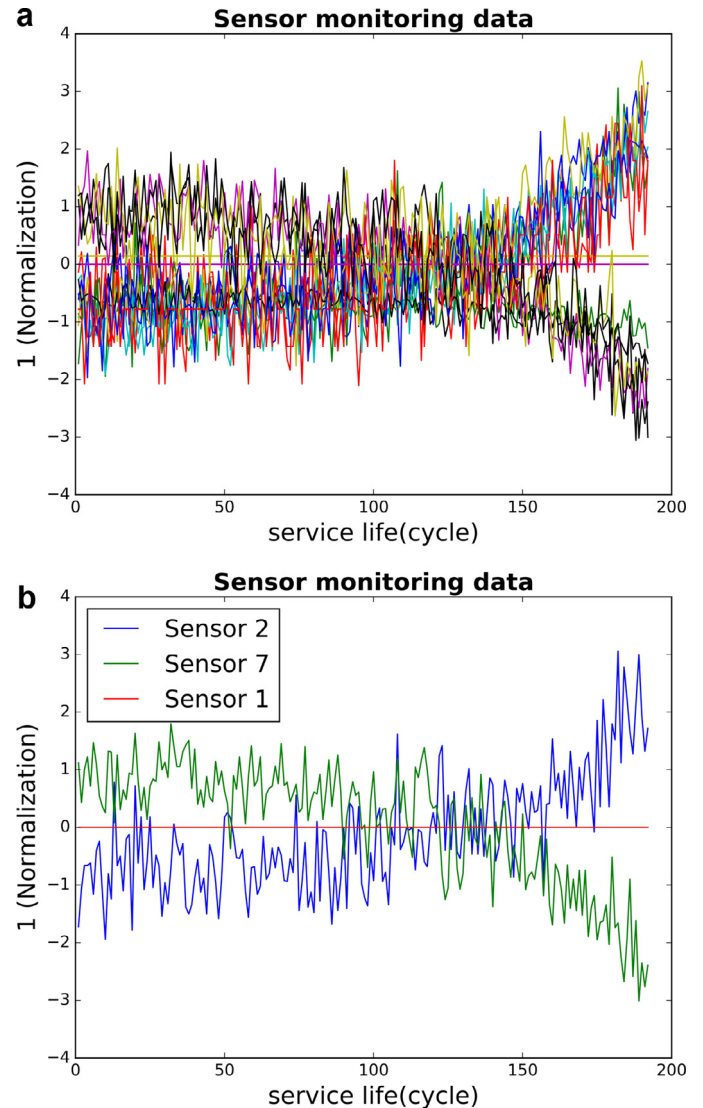 a
Sensor monitoring data
4
3
2
1
0
−1
−2
−3
−4
1 (Normalization)
0 50 100 150 200
service life(cycle)
b
Sensor monitoring data
4
3
2
1
0
−1
−2
−3
−4
1 (Normalization)
Sensor 2
Sensor 7
Sensor 1
0 50 100 150 200
service life(cycle)